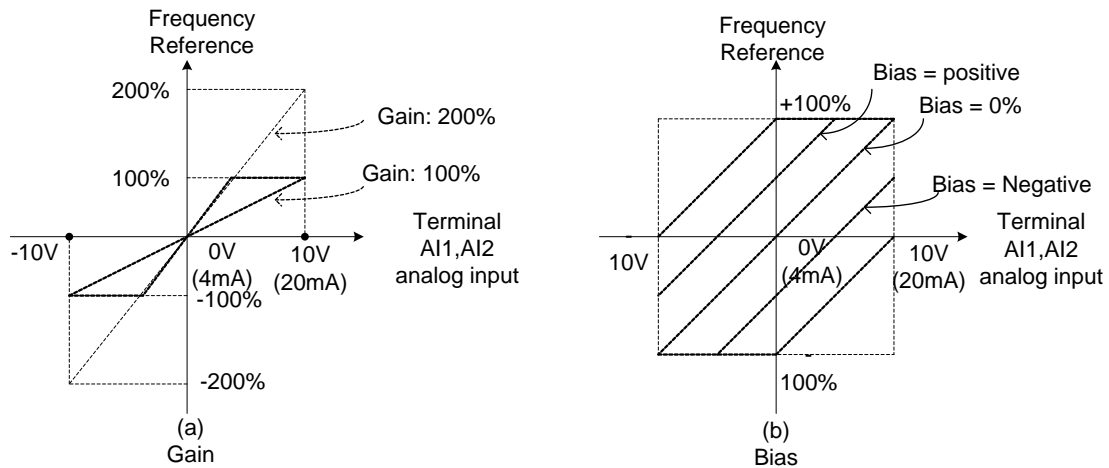 Frequency
Reference
200%
Gain: 200%
100%
Gain: 100%
-10V
0V
(4mA)
10V
(20mA)
Terminal
AI1,AI2
analog input
-100%
-200%
(a)
Gain
Frequency
Reference
Bias = positive
+100%
Bias = 0%
Bias = Negative
-
10V
0V
(4mA)
10V
(20mA)
Terminal
AI1,AI2
analog input
-
100%
(b)
Bias